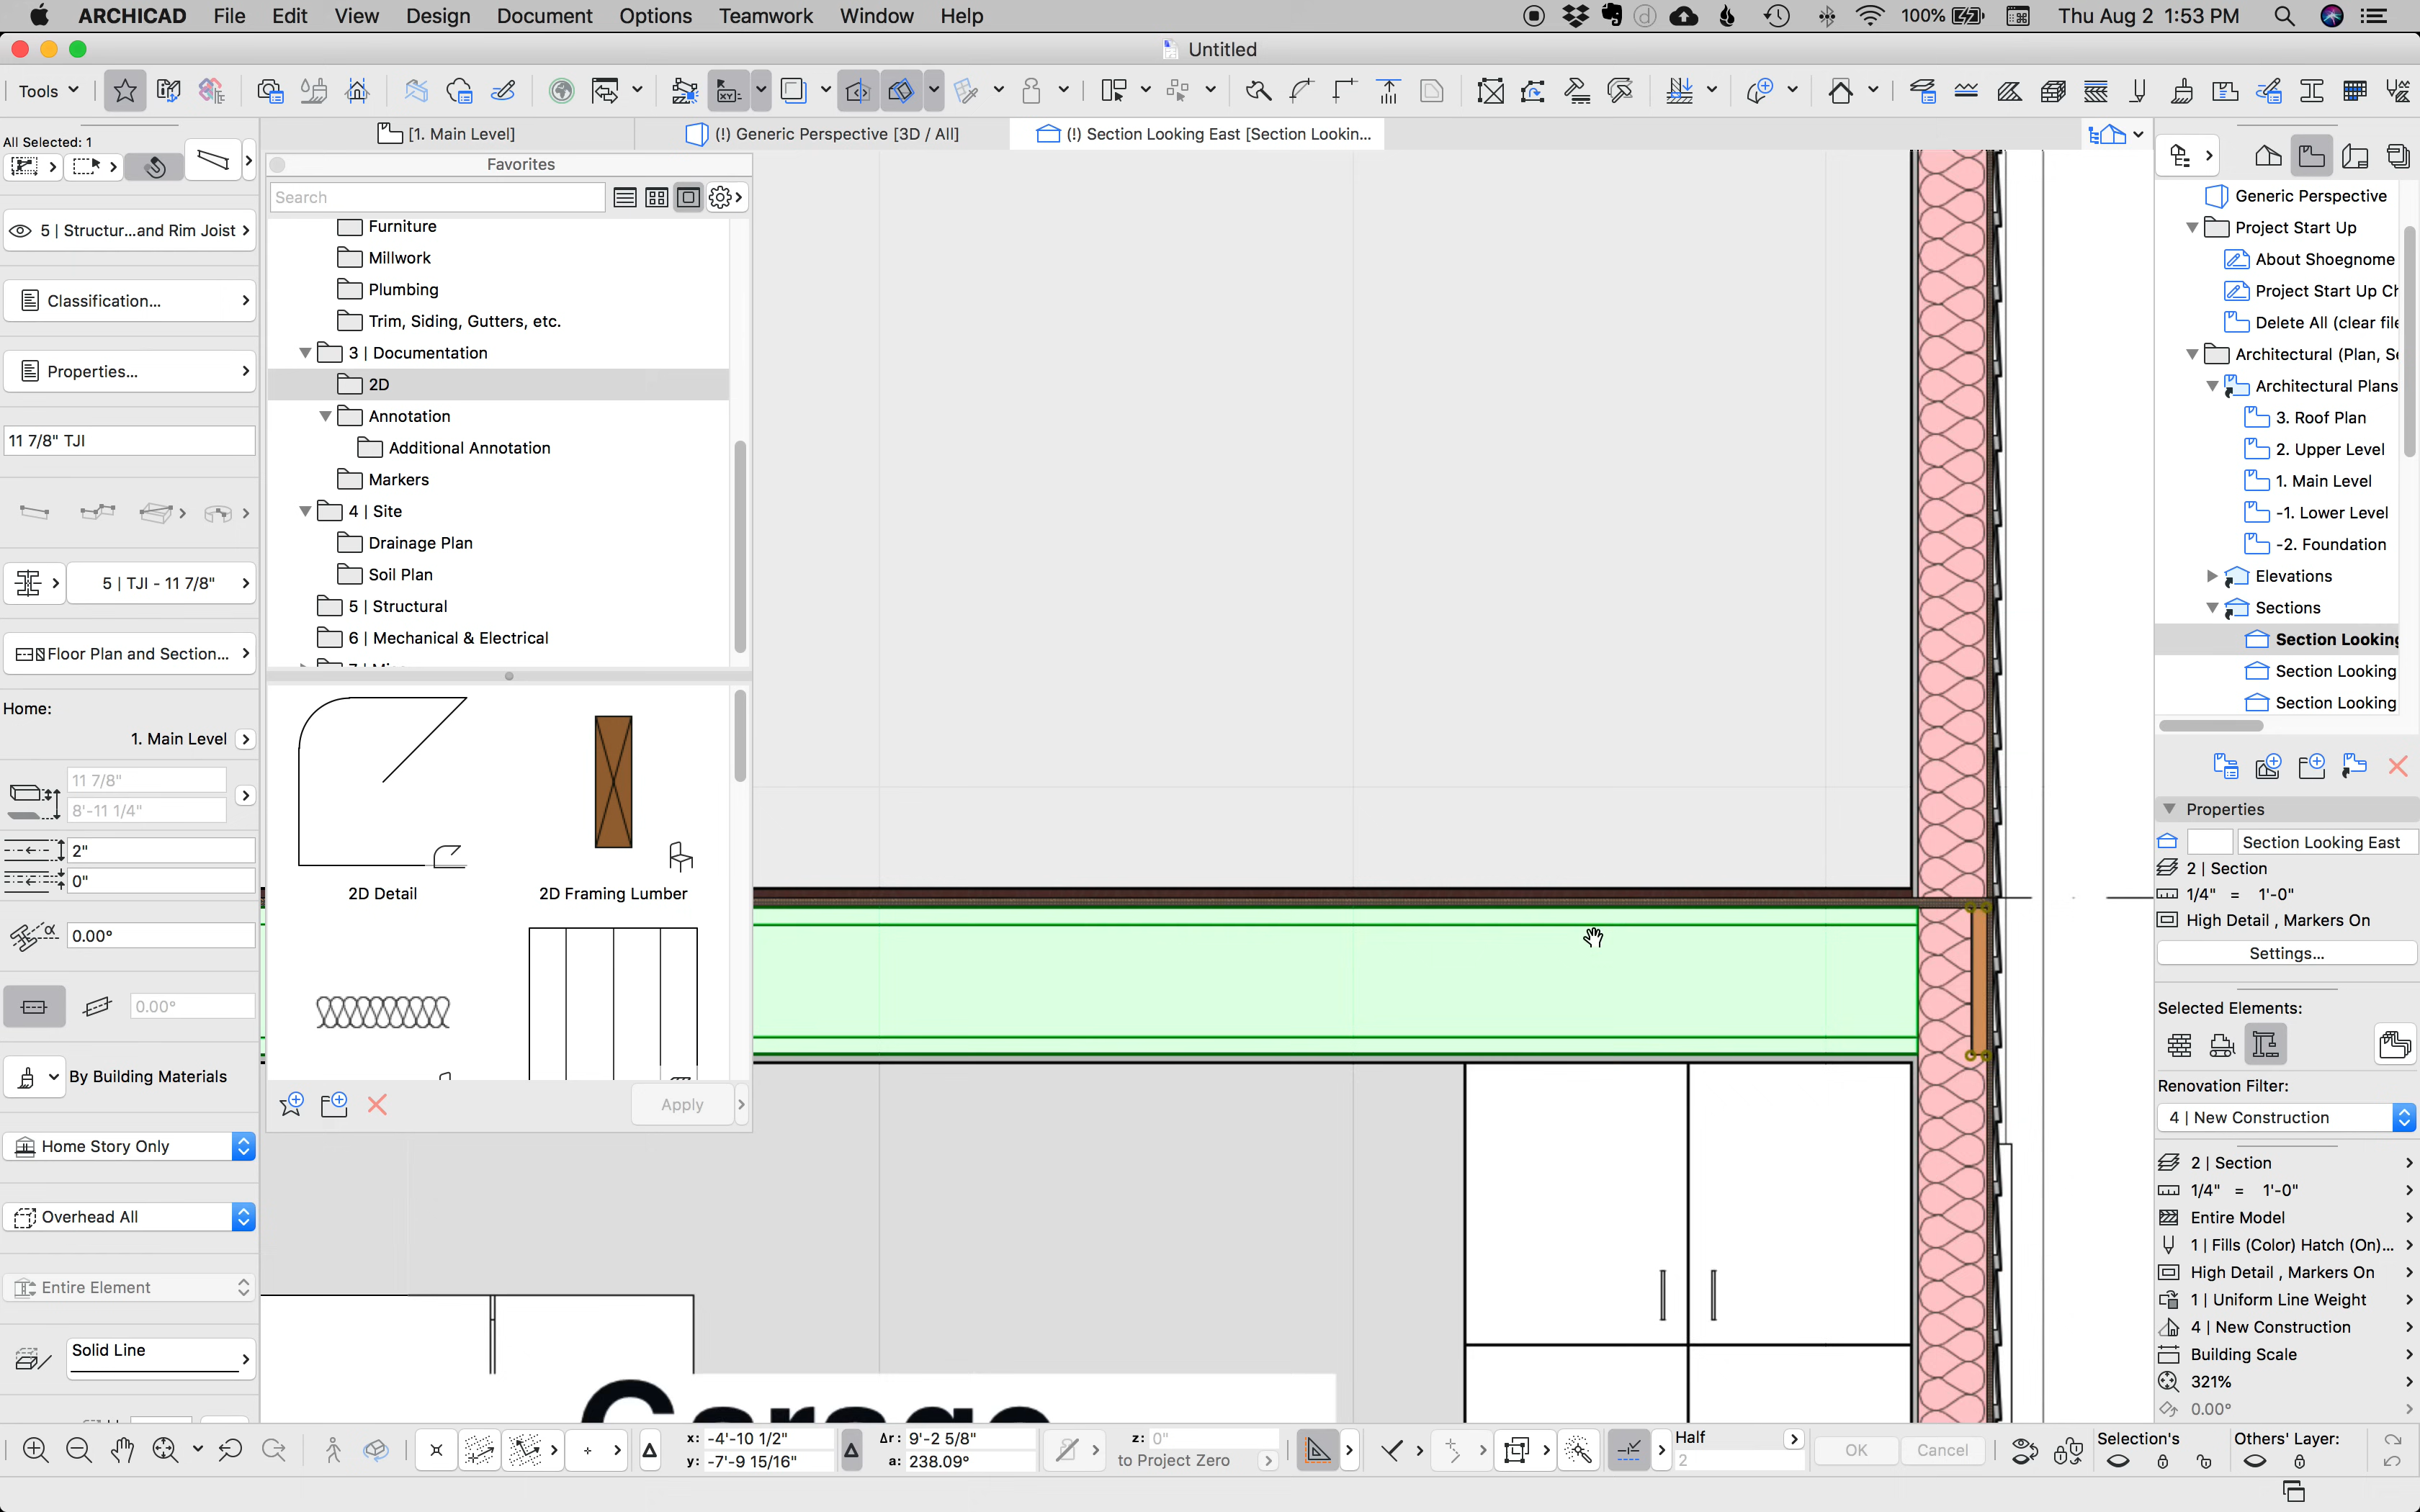 ARCHICAD File Edit View Design Document Options Teamwork Window Help
100% Thu Aug 2 1:53 PM
Untitled
Tools
All Selected: 1
[1. Main Level]
(!) Generic Perspective [3D / All]
(!) Section Looking East [Section Lookin...
5 | Structur...and Rim Joist
Classification...
Properties...
11 7/8" TJI
5 | TJI - 11 7/8"
Floor Plan and Section...
Home:
1. Main Level
11 7/8"
8'-11 1/4"
2"
0"
α
0.00°
0.00°
By Building Materials
Home Story Only
Overhead All
Entire Element
Solid Line
Favorites
Search
Furniture
Millwork
Plumbing
Trim, Siding, Gutters, etc.
3 | Documentation
2D
Annotation
Additional Annotation
Markers
4 | Site
Drainage Plan
Soil Plan
5 | Structural
6 | Mechanical & Electrical
2D Detail
2D Framing Lumber
Apply
Garage
Generic Perspective
Project Start Up
About Shoegnome
Project Start Up Ch
Delete All (clear file
Architectural (Plan, Se
Architectural Plans
3. Roof Plan
2. Upper Level
1. Main Level
-1. Lower Level
-2. Foundation
Elevations
Sections
Section Looking
Section Looking
Section Looking
Properties
Section Looking East
2 | Section
1/4" = 1'-0"
High Detail , Markers On
Settings...
Selected Elements:
Renovation Filter:
4 | New Construction
2 | Section
1/4" = 1'-0"
Entire Model
1 | Fills (Color) Hatch (On)...
High Detail , Markers On
1 | Uniform Line Weight
4 | New Construction
Building Scale
321%
0.00°
x: -4'-10 1/2"
y: -7'-9 15/16"
Δr: 9'-2 5/8"
a: 238.09°
z: 0"
to Project Zero
Half
2
OK
Cancel
Selection's
Others' Layer: